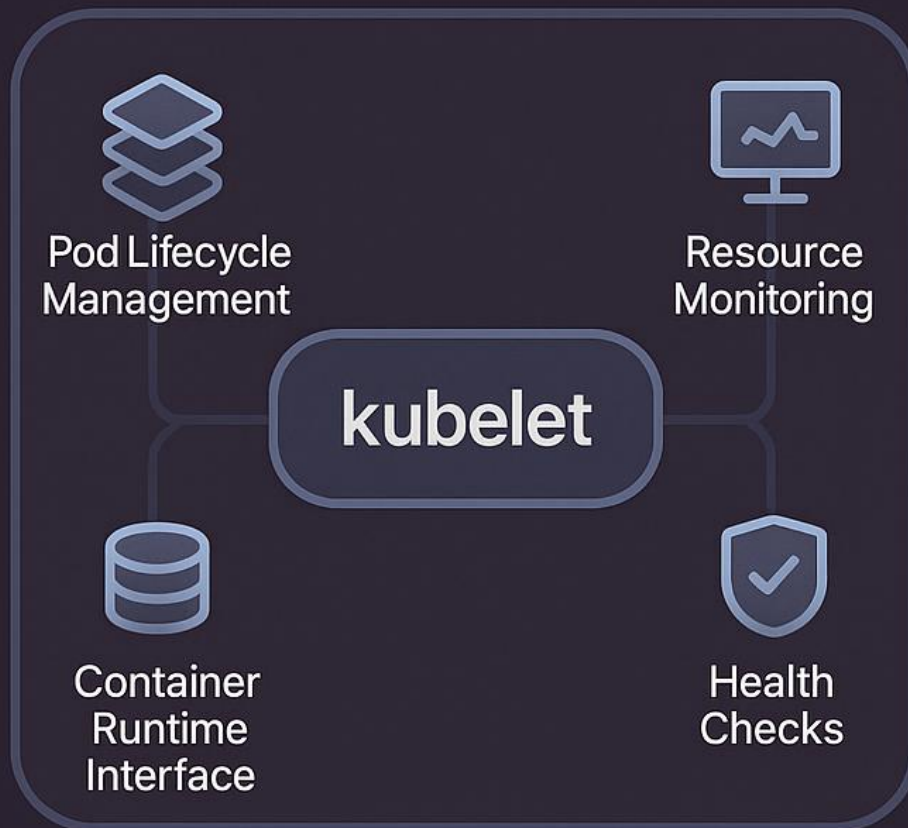 Pod Lifecycle
Management
Resource
Monitoring
kubelet
Container
Runtime
Interface
Health
Checks